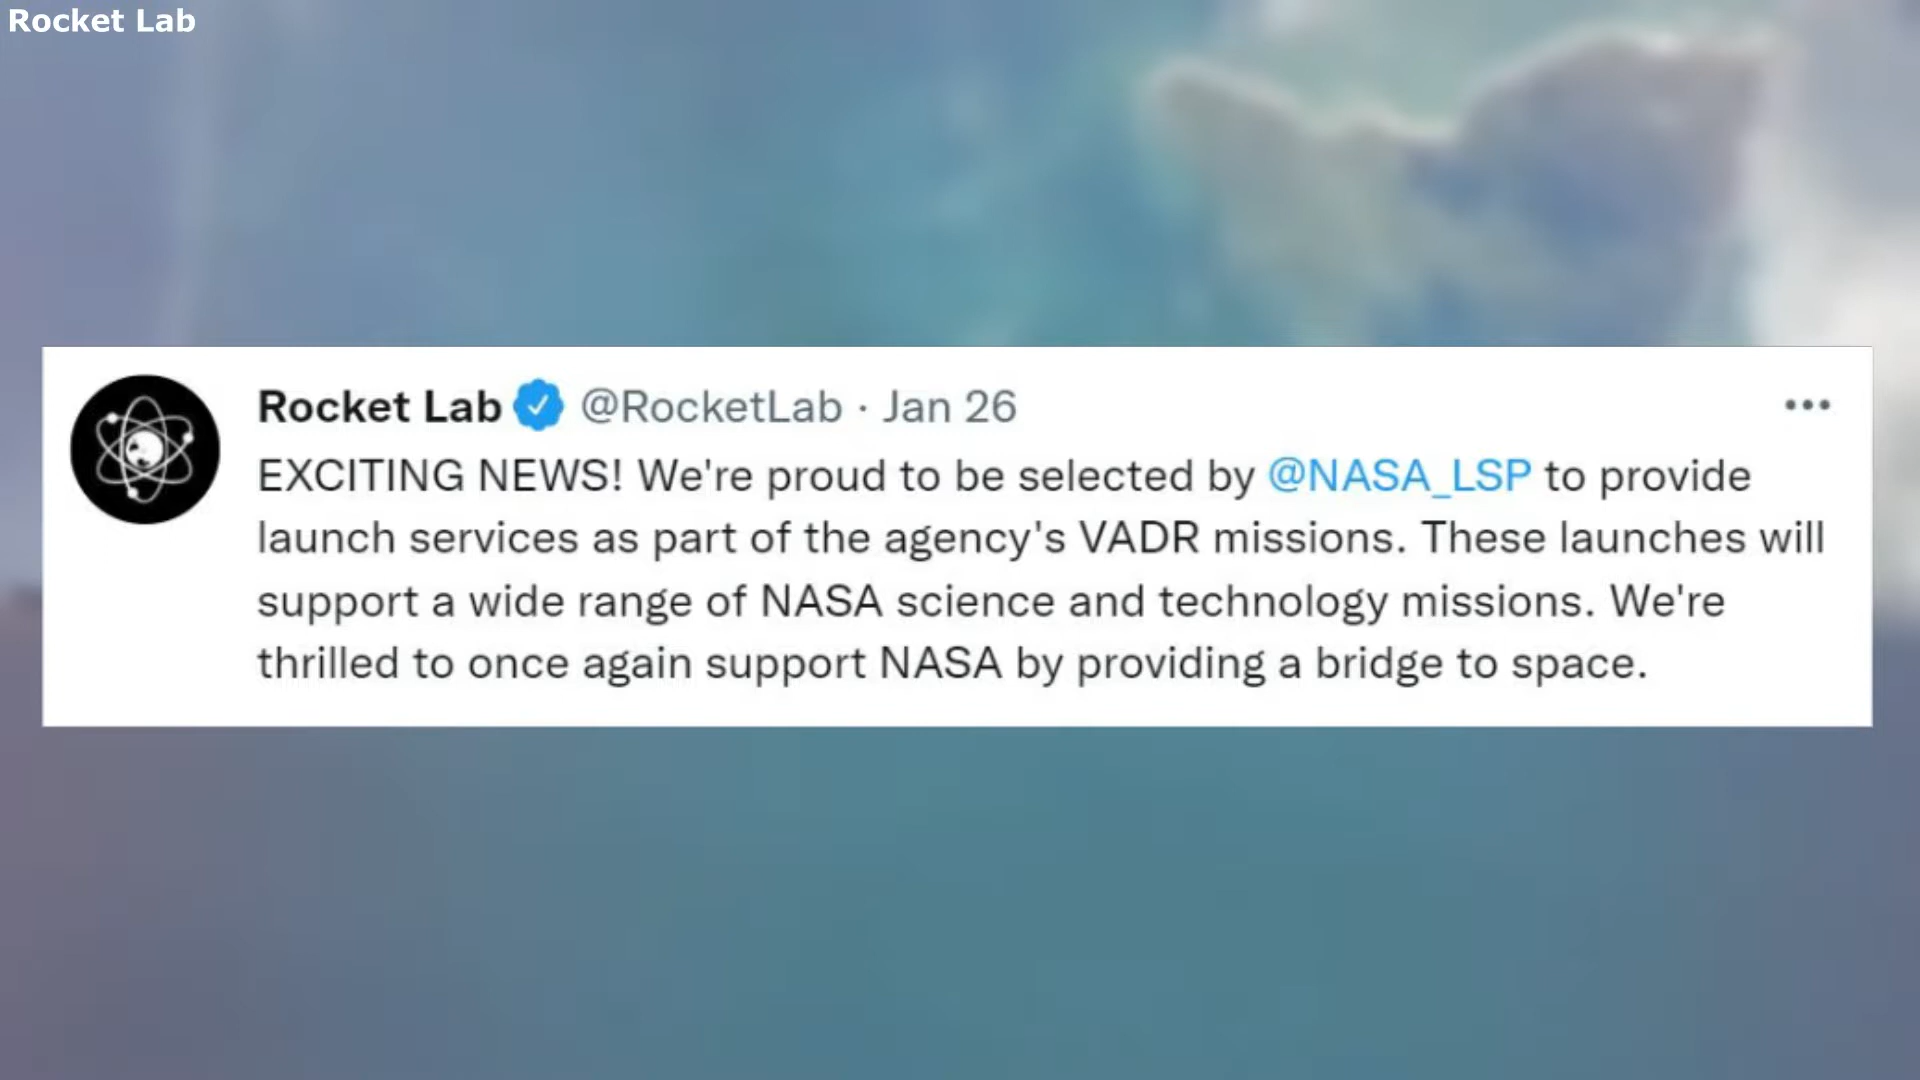 Rocket Lab
Rocket Lab @RocketLab · Jan 26
EXCITING NEWS! We're proud to be selected by @NASA_LSP to provide
launch services as part of the agency's VADR missions. These launches will
support a wide range of NASA science and technology missions. We're
thrilled to once again support NASA by providing a bridge to space.